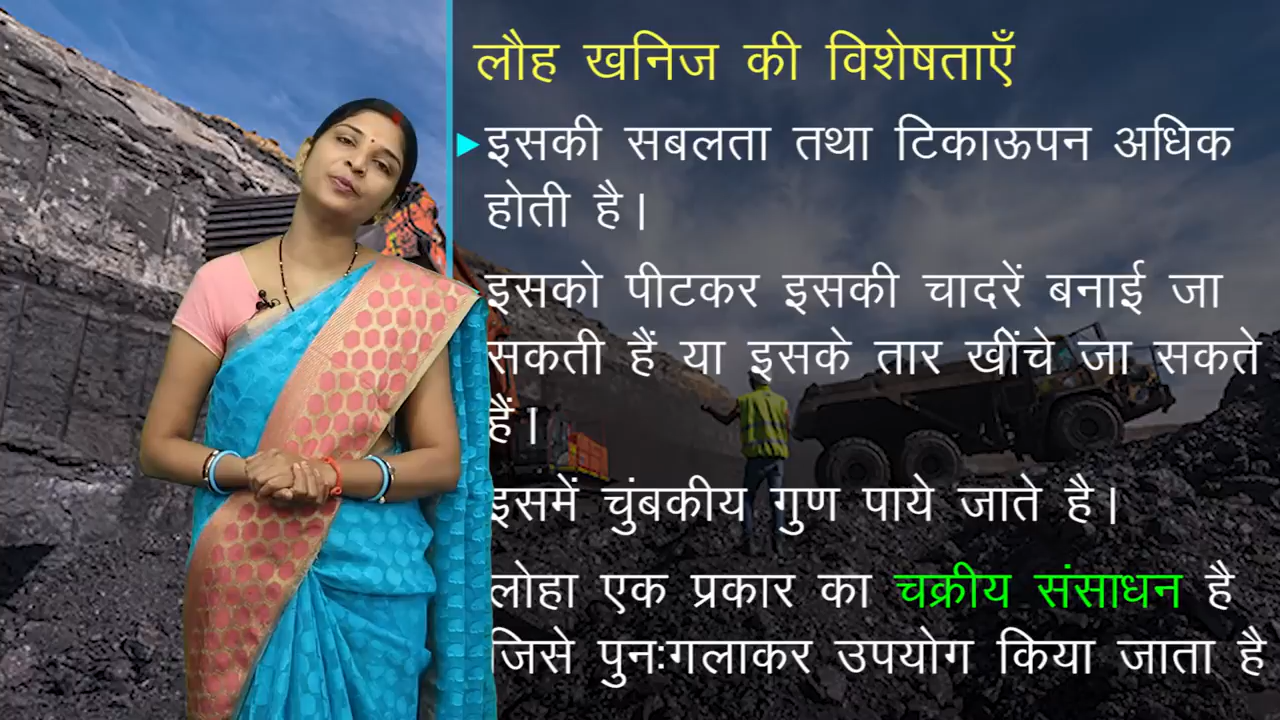 लौह खनिज की विशेषताएँ
इसकी सबलता तथा टिकाऊपन अधिक
होती है।
इसको पीटकर इसकी चादरें बनाई जा
सकती हैं या इसके तार खींचे जा सकते
हैं।
इसमें चुंबकीय गुण पाये जाते है।
लोहा एक प्रकार का चक्रीय संसाधन है
जिसे पुनःगलाकर उपयोग किया जाता है